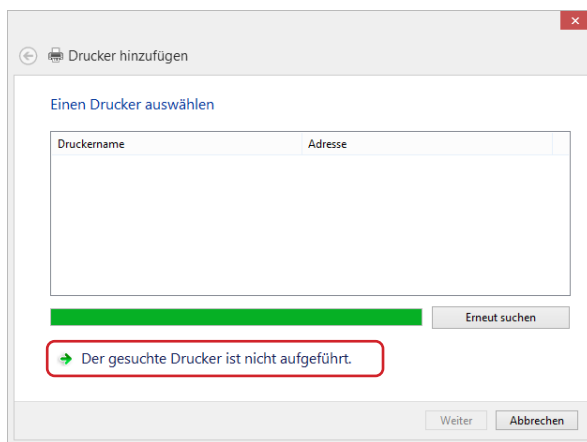 Drucker hinzufügen
Einen Drucker auswählen
Druckername Adresse
Erneut suchen
Der gesuchte Drucker ist nicht aufgeführt.
Weiter Abbrechen